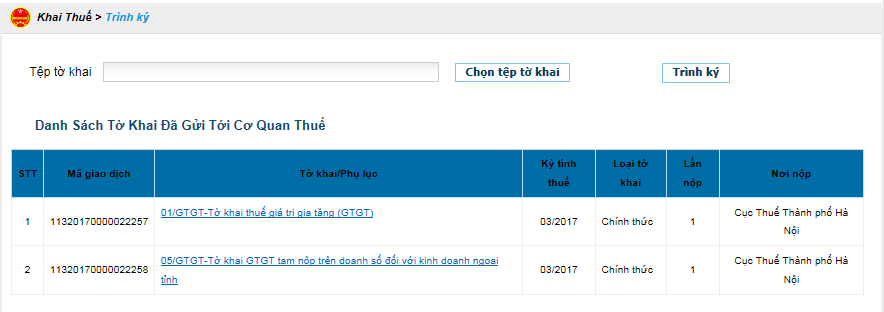 Khai Thuế > Trình ký
Tệp tờ khai Chọn tệp tờ khai Trình ký
Danh Sách Tờ Khai Đã Gửi Tới Cơ Quan Thuế
STT Mã giao dịch Tờ khai/Phụ lục Kỳ tính thuế Loại tờ khai Lần nộp Nơi nộp
1 11320170000022257 01/GTGT-Tờ khai thuế giá trị gia tăng (GTGT) 03/2017 Chính thức 1 Cục Thuế Thành phố Hà Nội
2 11320170000022258 05/GTGT-Tờ khai GTGT tạm nộp trên doanh số đối với kinh doanh ngoại tỉnh 03/2017 Chính thức 1 Cục Thuế Thành phố Hà Nội